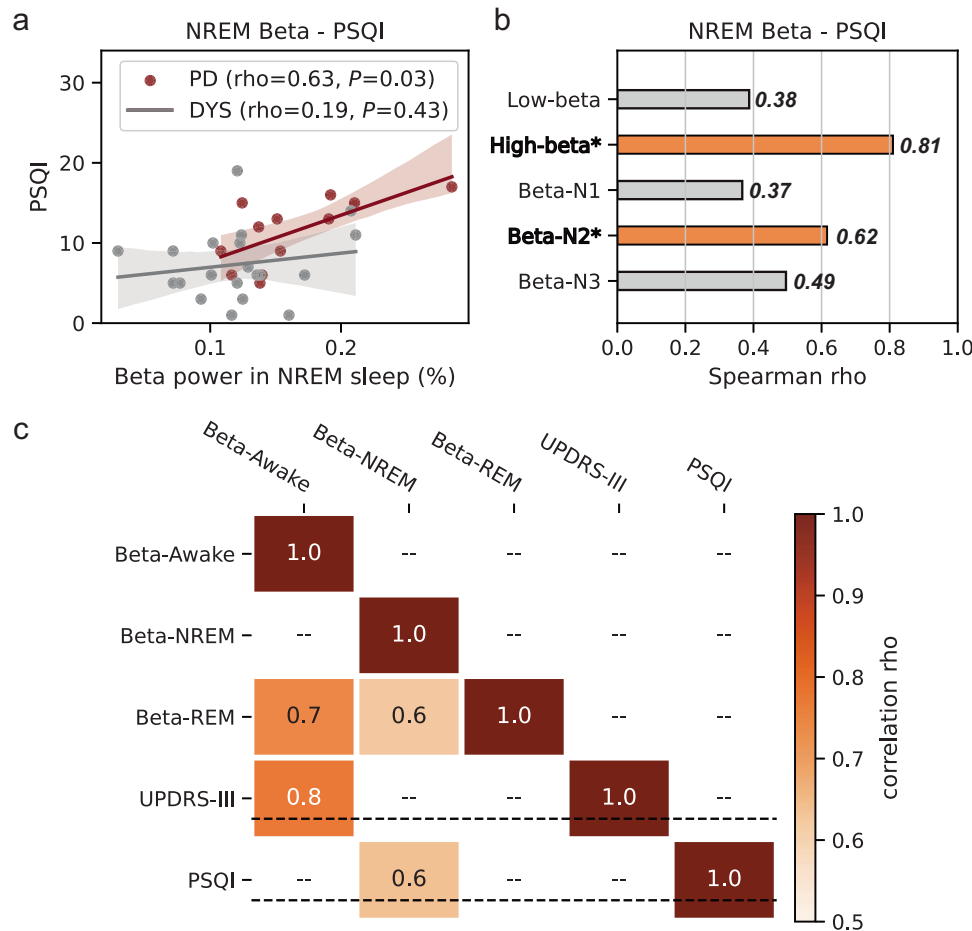 a
NREM Beta - PSQI
PD (rho=0.63, P=0.03)
DYS (rho=0.19, P=0.43)
30
20
10
0
PSQI
0.1 0.2
Beta power in NREM sleep (%)
b
NREM Beta - PSQI
Low-beta 0.38
High-beta* 0.81
Beta-N1 0.37
Beta-N2* 0.62
Beta-N3 0.49
0.0 0.2 0.4 0.6 0.8 1.0
Spearman rho
c
Beta-Awake Beta-NREM Beta-REM UPDRS-III PSQI
Beta-Awake 1.0 -- -- -- --
Beta-NREM -- 1.0 -- -- --
Beta-REM 0.7 0.6 1.0 -- --
UPDRS-III 0.8 -- -- 1.0 --
PSQI -- 0.6 -- -- 1.0
1.0
0.9
0.8
0.7
0.6
0.5
correlation rho